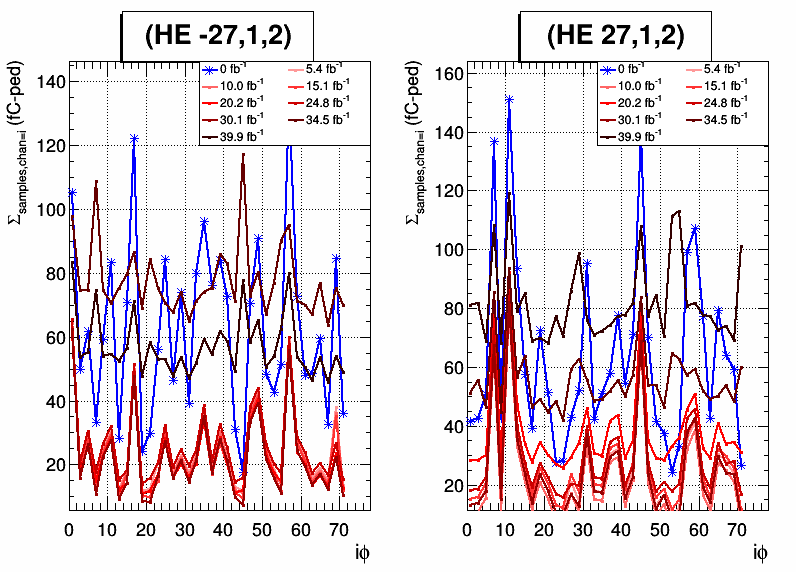 (HE -27,1,2)
Σsamples,chan=i (fC-ped)
0 fb⁻¹ 5.4 fb⁻¹
10.0 fb⁻¹ 15.1 fb⁻¹
20.2 fb⁻¹ 24.8 fb⁻¹
30.1 fb⁻¹ 34.5 fb⁻¹
39.9 fb⁻¹
140
120
100
80
60
40
20
0 10 20 30 40 50 60 70
iϕ
(HE 27,1,2)
Σsamples,chan=i (fC-ped)
0 fb⁻¹ 5.4 fb⁻¹
10.0 fb⁻¹ 15.1 fb⁻¹
20.2 fb⁻¹ 24.8 fb⁻¹
30.1 fb⁻¹ 34.5 fb⁻¹
39.9 fb⁻¹
160
140
120
100
80
60
40
20
0 10 20 30 40 50 60 70
iϕ